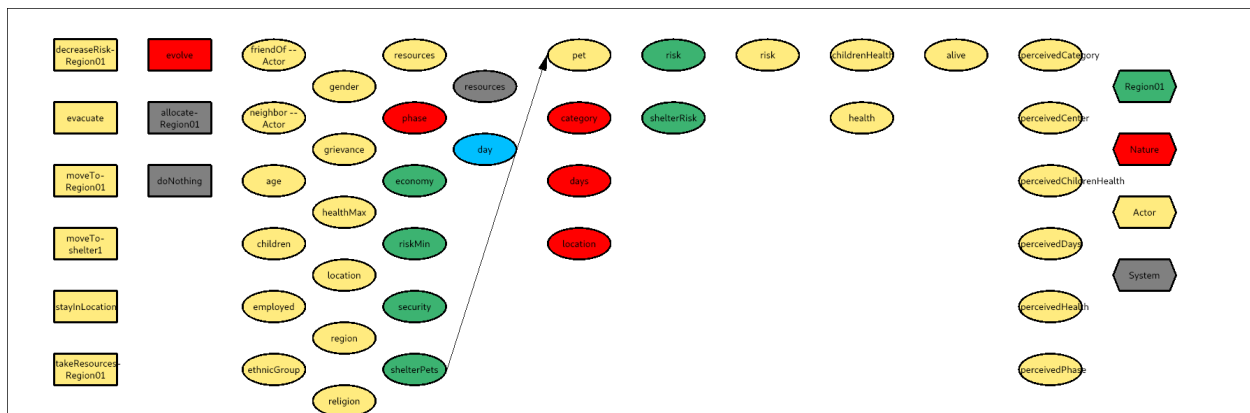 decreaseRisk-
Region01
evolve
friendOf --
Actor
resources
pet
risk
risk
childrenHealth
alive
perceivedCategory
gender
resources
Region01
evacuate
allocate-
Region01
neighbor --
Actor
phase
category
shelterRisk
health
perceivedCenter
grievance
day
Nature
moveTo-
Region01
doNothing
age
economy
days
perceivedChildrenHealth
healthMax
Actor
moveTo-
shelter1
children
riskMin
location
perceivedDays
location
System
stayInLocation
employed
security
perceivedHealth
region
takeResources-
Region01
ethnicGroup
shelterPets
perceivedPhase
religion